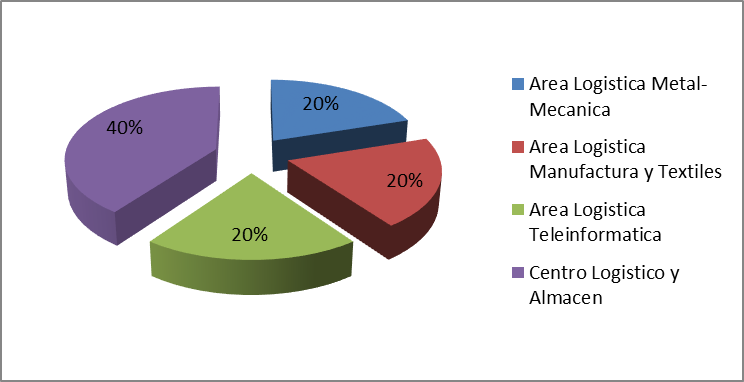 20%
40%
20%
20%
Area Logistica Metal-
Mecanica
Area Logistica
Manufactura y Textiles
Area Logistica
Teleinformatica
Centro Logistico y
Almacen